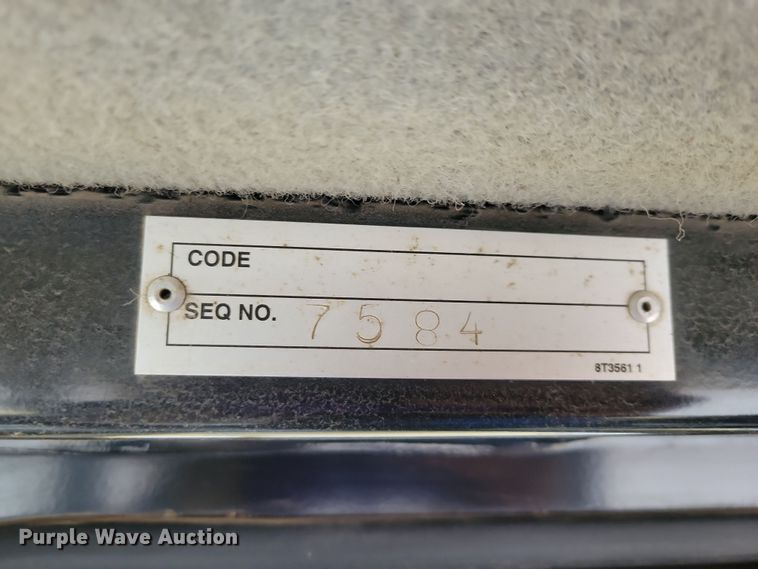 CODE
SEQ NO. 7584
8T3561 1
Purple Wave Auction®